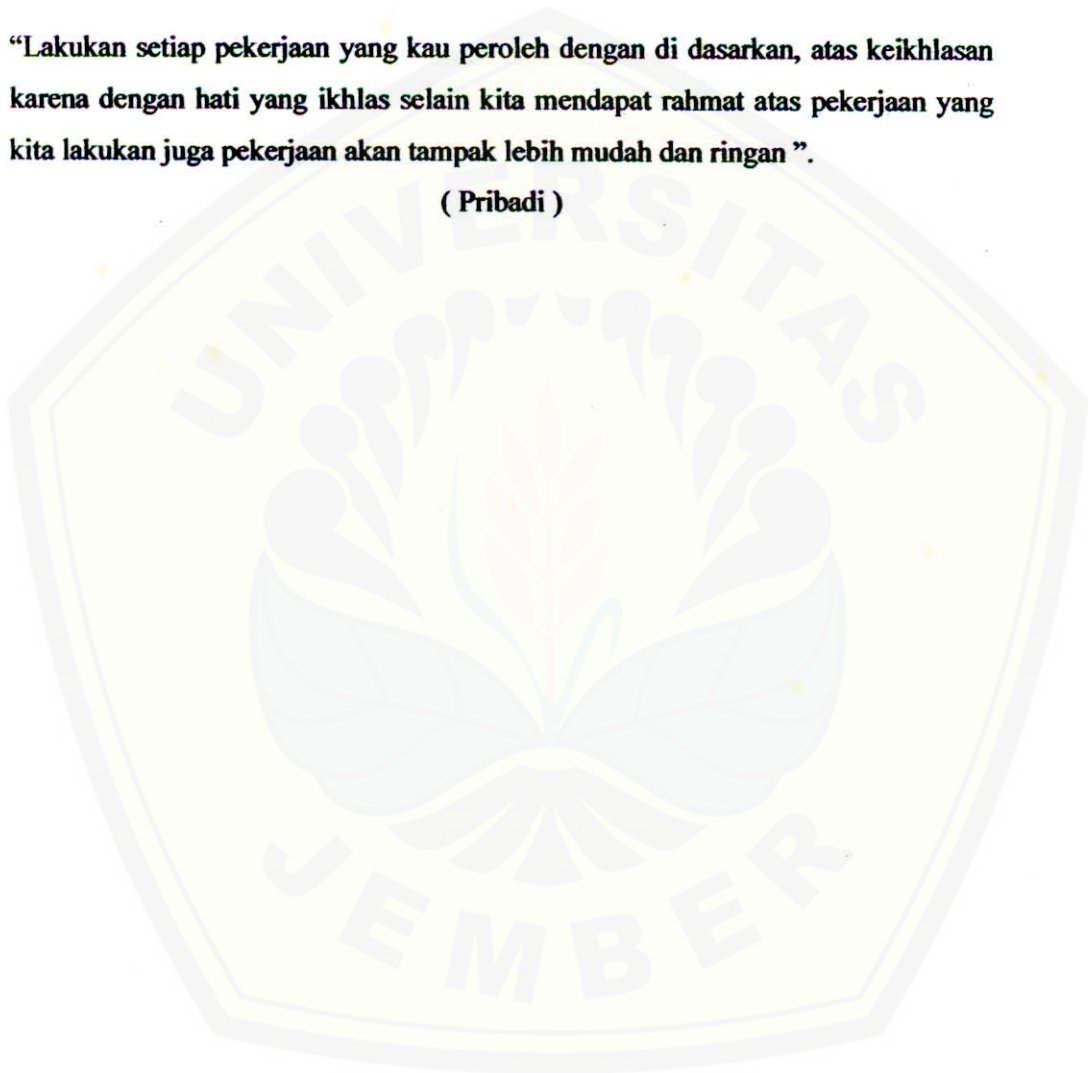 “Lakukan setiap pekerjaan yang kau peroleh dengan di dasarkan, atas keikhlasan
karena dengan hati yang ikhlas selain kita mendapat rahmat atas pekerjaan yang
kita lakukan juga pekerjaan akan tampak lebih mudah dan ringan ”.
( Pribadi )
UNIVERSITAS
JEMBER